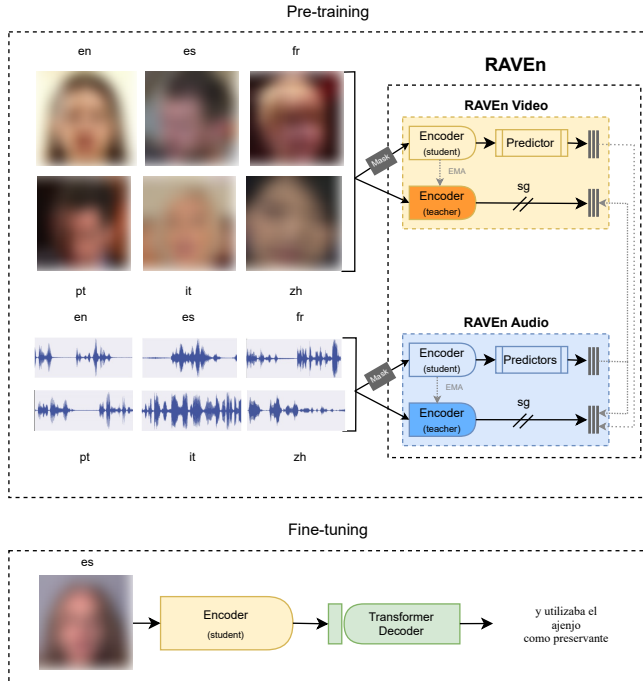 Pre-training
en es fr
RAVEn
RAVEn Video
Encoder
(student)
Predictor
Mask
EMA
Encoder
(teacher)
sg
pt it zh
en es fr
RAVEn Audio
Encoder
(student)
Predictors
Mask
EMA
Encoder
(teacher)
sg
pt it zh
Fine-tuning
es
Encoder
(student)
Transformer
Decoder
y utilizaba el
ajenjo
como preservante